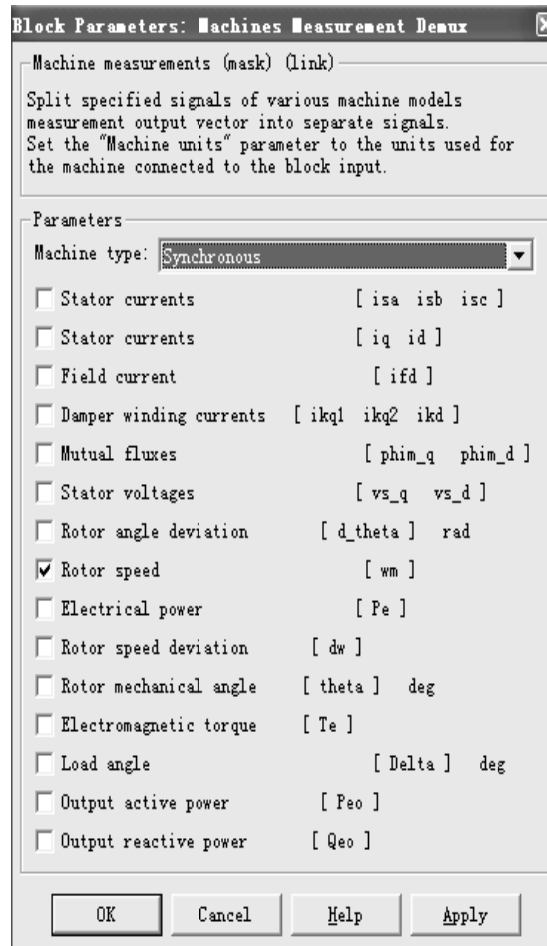 Block Parameters: Machines Measurement Demux
Machine measurements (mask) (link)
Split specified signals of various machine models
measurement output vector into separate signals.
Set the "Machine units" parameter to the units used for
the machine connected to the block input.
Parameters
Machine type: Synchronous
Stator currents [ isa isb isc ]
Stator currents [ iq id ]
Field current [ ifd ]
Damper winding currents [ ikq1 ikq2 ikd ]
Mutual fluxes [ phim_q phim_d ]
Stator voltages [ vs_q vs_d ]
Rotor angle deviation [ d_theta ] rad
Rotor speed [ wm ]
Electrical power [ Pe ]
Rotor speed deviation [ dw ]
Rotor mechanical angle [ theta ] deg
Electromagnetic torque [ Te ]
Load angle [ Delta ] deg
Output active power [ Peo ]
Output reactive power [ Qeo ]
OK Cancel Help Apply